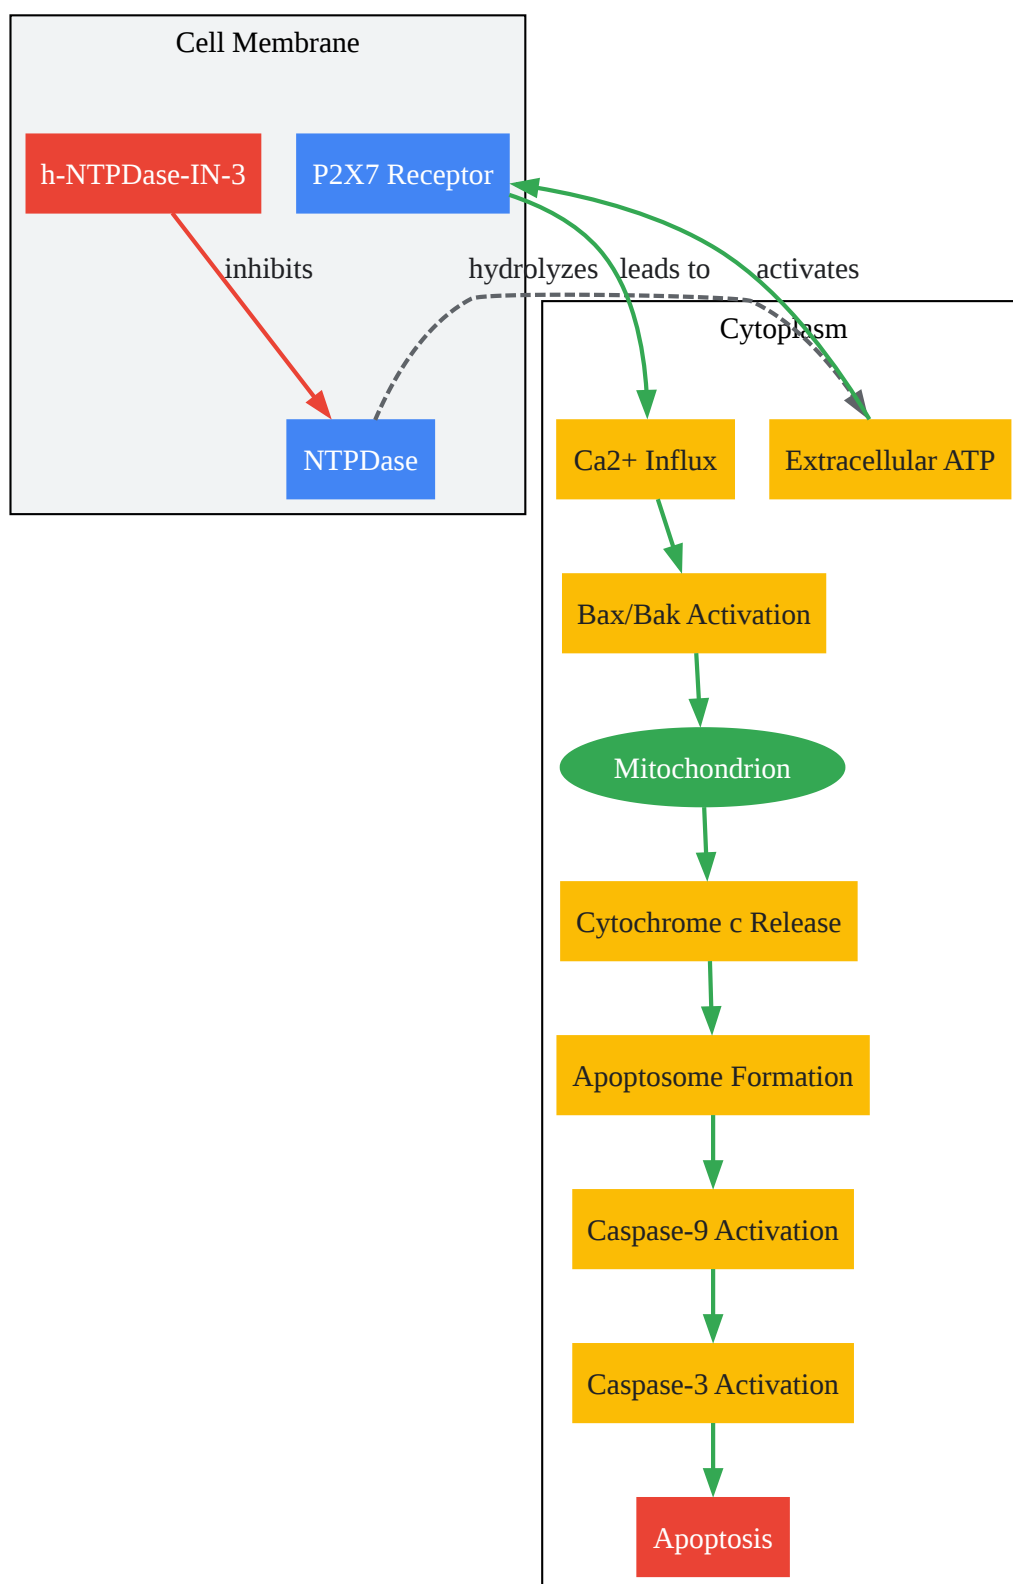 Cell Membrane
h-NTPDase-IN-3
P2X7 Receptor
inhibits
hydrolyzes
leads to
activates
Cytoplasm
NTPDase
Ca2+ Influx
Extracellular ATP
Bax/Bak Activation
Mitochondrion
Cytochrome c Release
Apoptosome Formation
Caspase-9 Activation
Caspase-3 Activation
Apoptosis